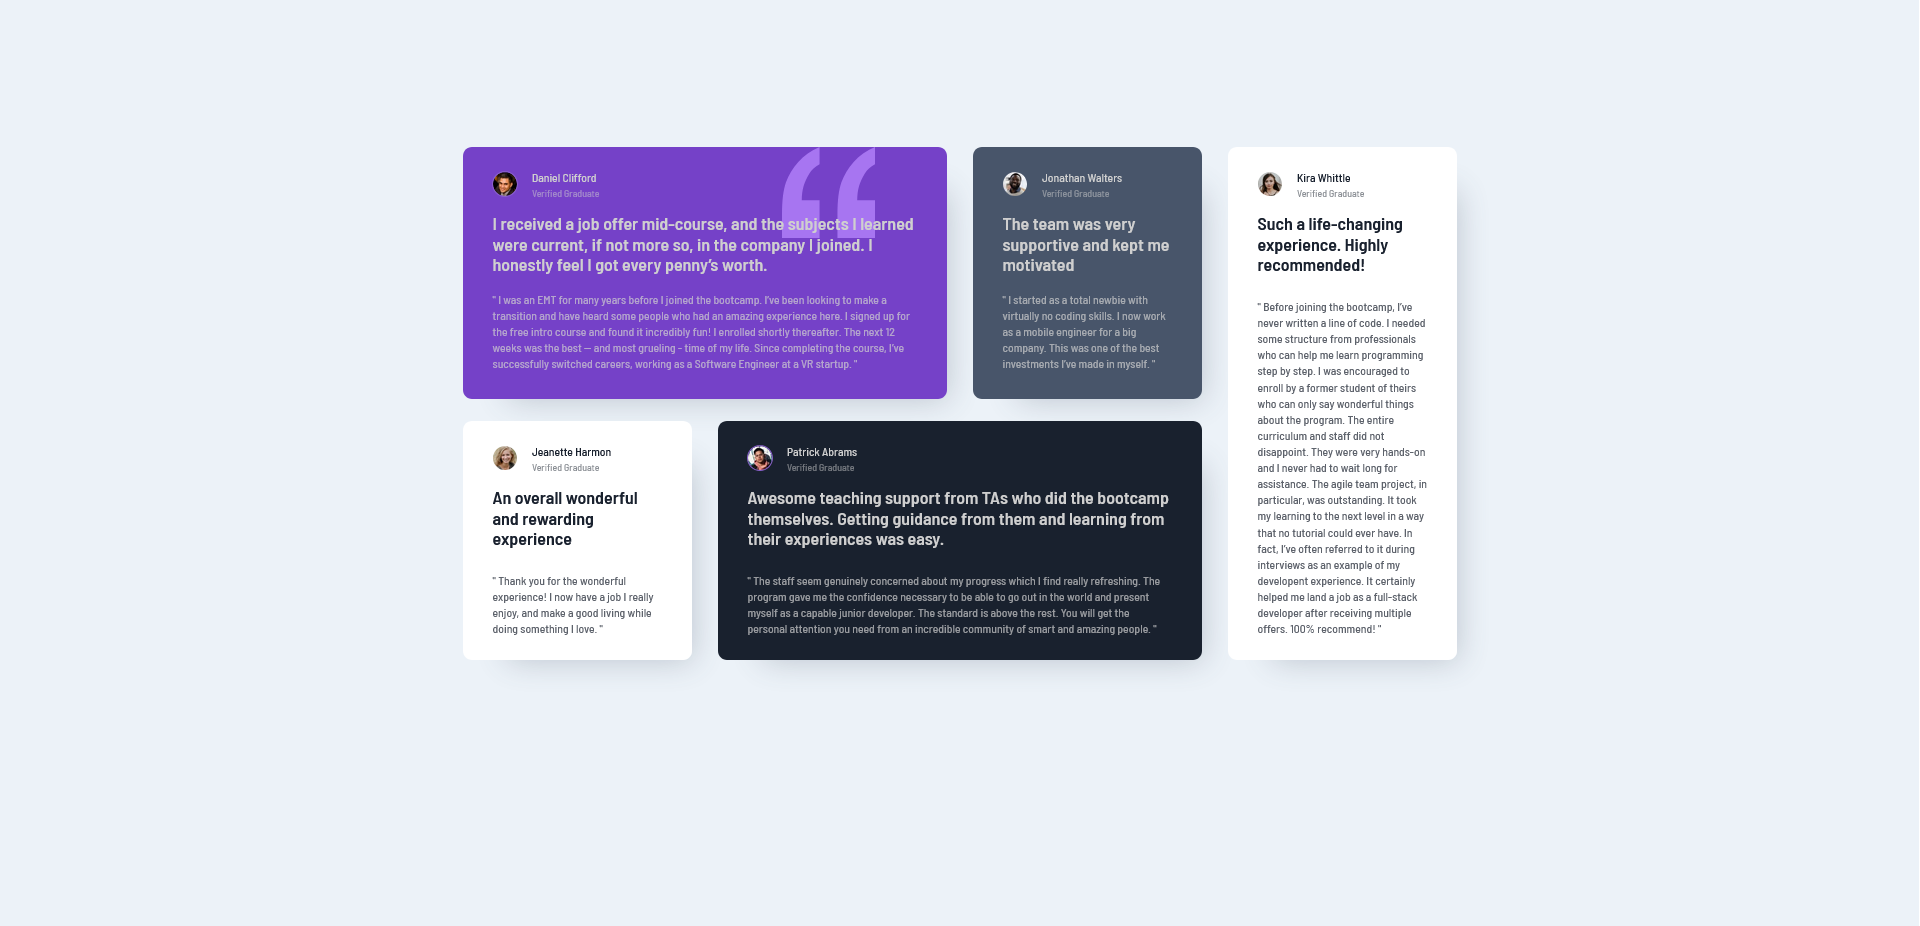 Daniel Clifford
Verified Graduate
I received a job offer mid-course, and the subjects I learned
were current, if not more so, in the company I joined. I
honestly feel I got every penny’s worth.
" I was an EMT for many years before I joined the bootcamp. I’ve been looking to make a
transition and have heard some people who had an amazing experience here. I signed up for
the free intro course and found it incredibly fun! I enrolled shortly thereafter. The next 12
weeks was the best — and most grueling - time of my life. Since completing the course, I’ve
successfully switched careers, working as a Software Engineer at a VR startup. "
Jonathan Walters
Verified Graduate
The team was very
supportive and kept me
motivated
" I started as a total newbie with
virtually no coding skills. I now work
as a mobile engineer for a big
company. This was one of the best
investments I’ve made in myself. "
Kira Whittle
Verified Graduate
Such a life-changing
experience. Highly
recommended!
" Before joining the bootcamp, I’ve
never written a line of code. I needed
some structure from professionals
who can help me learn programming
step by step. I was encouraged to
enroll by a former student of theirs
who can only say wonderful things
about the program. The entire
curriculum and staff did not
disappoint. They were very hands-on
and I never had to wait long for
assistance. The agile team project, in
particular, was outstanding. It took
my learning to the next level in a way
that no tutorial could ever have. In
fact, I’ve often referred to it during
interviews as an example of my
developent experience. It certainly
helped me land a job as a full-stack
developer after receiving multiple
offers. 100% recommend! "
Jeanette Harmon
Verified Graduate
An overall wonderful
and rewarding
experience
" Thank you for the wonderful
experience! I now have a job I really
enjoy, and make a good living while
doing something I love. "
Patrick Abrams
Verified Graduate
Awesome teaching support from TAs who did the bootcamp
themselves. Getting guidance from them and learning from
their experiences was easy.
" The staff seem genuinely concerned about my progress which I find really refreshing. The
program gave me the confidence necessary to be able to go out in the world and present
myself as a capable junior developer. The standard is above the rest. You will get the
personal attention you need from an incredible community of smart and amazing people. "